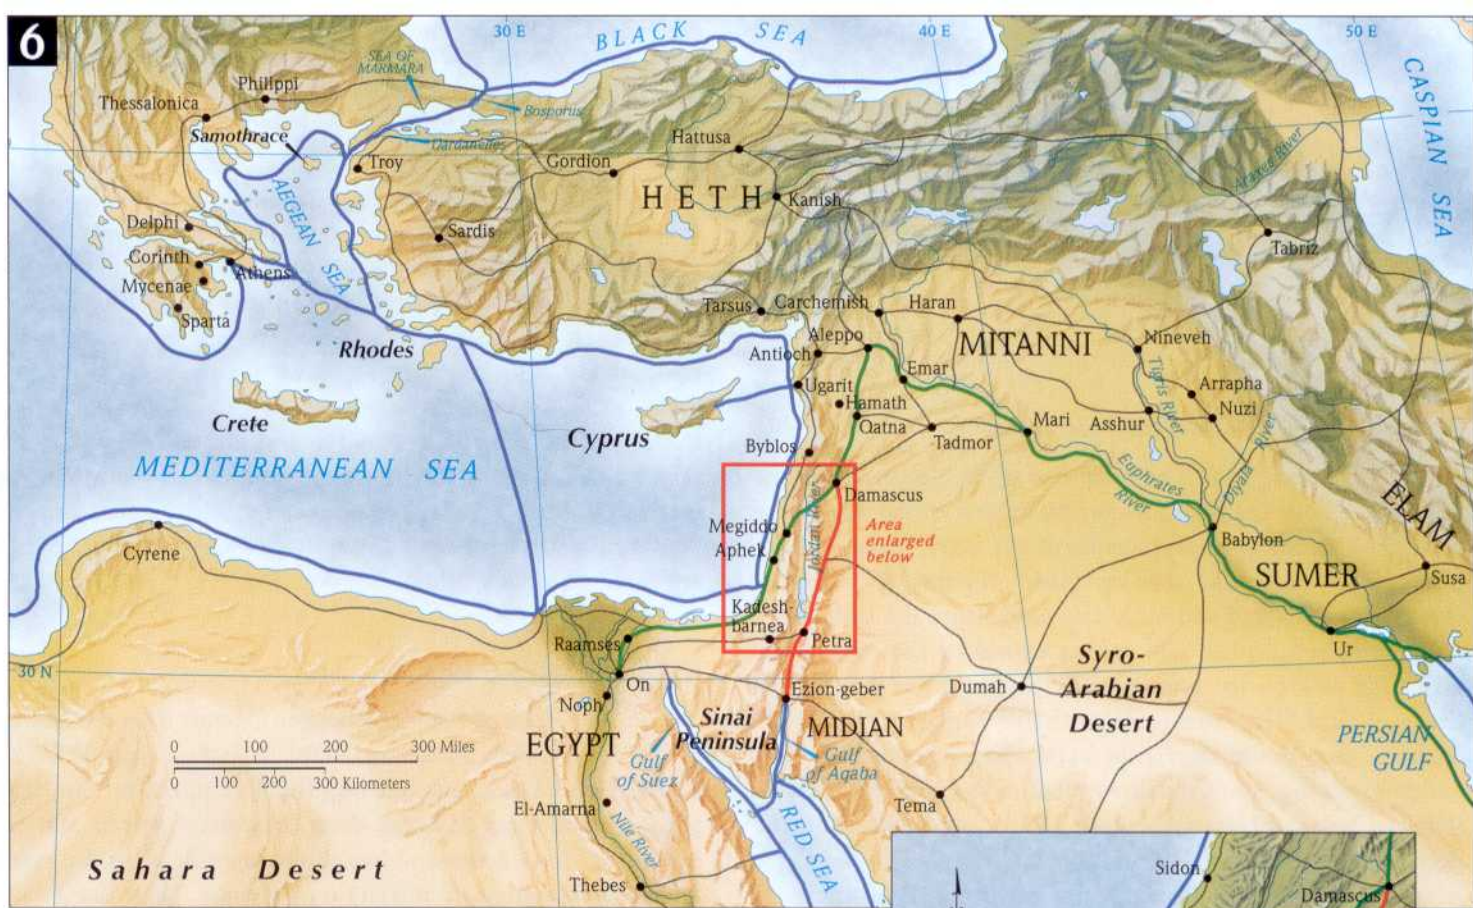 6
30 E
BLACK SEA
40 E
50 E
CASPIAN SEA
SEA OF
MARMARA
Philippi
Thessalonica
Bosporus
Samothrace
Dardanelles
Hattusa
Araxes River
Troy
Gordion
HETH
Kanish
AEGEAN SEA
Delphi
Sardis
Tabriz
Corinth
Athens
Mycenae
Sparta
Tarsus
Carchemish
Haran
Rhodes
Aleppo
MITANNI
Nineveh
Antioch
Emar
Tigris River
Ugarit
Arrapha
Hamath
Nuzi
Crete
Qatna
Mari
Asshur
Cyprus
Tadmor
Byblos
Diyala River
MEDITERRANEAN SEA
Euphrates
River
Damascus
ELAM
Jordan River
Megiddo
Area
enlarged
below
Cyrene
Aphek
Babylon
SUMER
Susa
Kadesh-
barnea
Raamses
Petra
Ur
30 N
On
Syro-
Arabian
Desert
Ezion-geber
Dumah
Noph
Sinai
Peninsula
MIDIAN
EGYPT
PERSIAN
GULF
0 100 200 300 Miles
0 100 200 300 Kilometers
Gulf
of Suez
Gulf
of Aqaba
El-Amarna
Tema
Nile River
RED SEA
Sahara Desert
Thebes
Sidon
Damascus